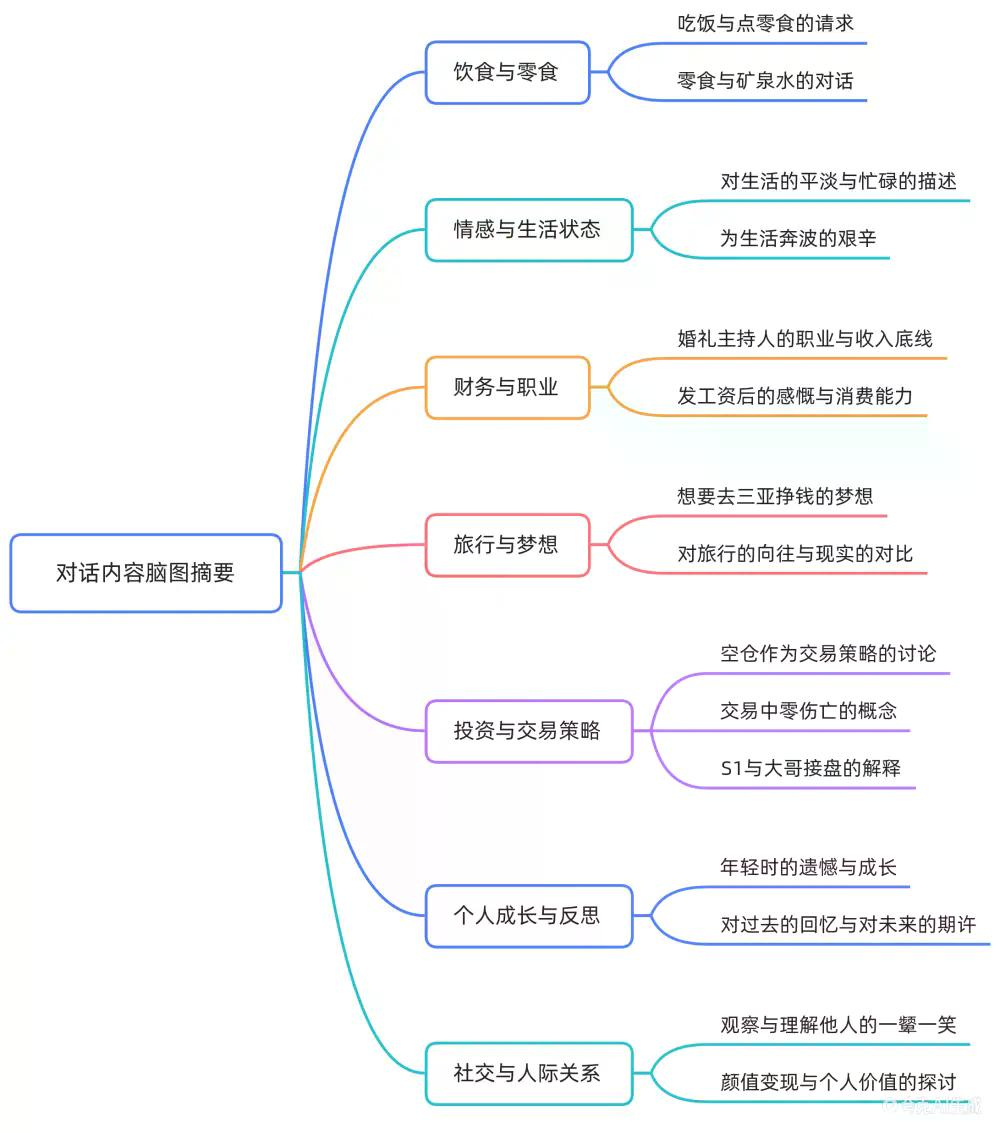 对话内容脑图摘要
饮食与零食
吃饭与点零食的请求
零食与矿泉水的对话
情感与生活状态
对生活的平淡与忙碌的描述
为生活奔波的艰辛
财务与职业
婚礼主持人的职业与收入底线
发工资后的感慨与消费能力
旅行与梦想
想要去三亚挣钱的梦想
对旅行的向往与现实的对比
投资与交易策略
空仓作为交易策略的讨论
交易中零伤亡的概念
S1与大哥接盘的解释
个人成长与反思
年轻时的遗憾与成长
对过去的回忆与对未来的期许
社交与人际关系
观察与理解他人的一颦一笑
颜值变现与个人价值的探讨